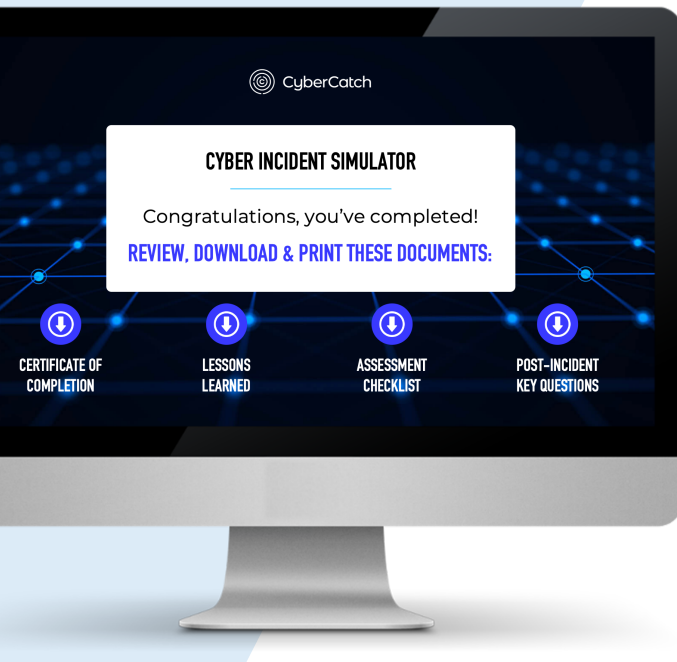 CyberCatch
CYBER INCIDENT SIMULATOR
Congratulations, you've completed!
REVIEW, DOWNLOAD & PRINT THESE DOCUMENTS:
CERTIFICATE OF
COMPLETION
LESSONS
LEARNED
ASSESSMENT
CHECKLIST
POST-INCIDENT
KEY QUESTIONS